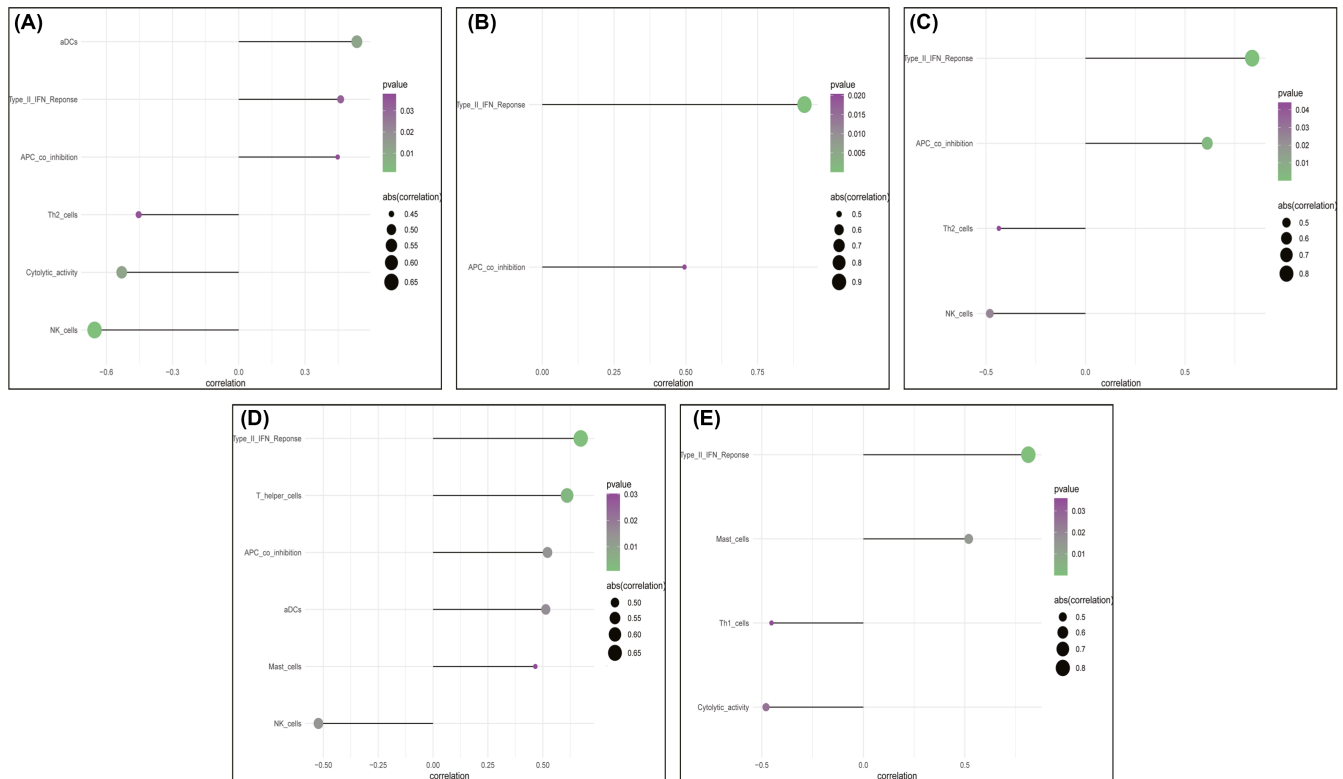 (A)
aDCs
Type_II_IFN_Reponse
APC_co_inhibition
Th2_cells
Cytolytic_activity
NK_cells
−0.6 −0.3 0.0 0.3
correlation
pvalue
0.03
0.02
0.01
abs(correlation)
0.45
0.50
0.55
0.60
0.65
(B)
Type_II_IFN_Reponse
APC_co_inhibition
0.00 0.25 0.50 0.75
correlation
pvalue
0.020
0.015
0.010
0.005
abs(correlation)
0.5
0.6
0.7
0.8
0.9
(C)
Type_II_IFN_Reponse
APC_co_inhibition
Th2_cells
NK_cells
−0.5 0.0 0.5
correlation
pvalue
0.04
0.03
0.02
0.01
abs(correlation)
0.5
0.6
0.7
0.8
(D)
Type_II_IFN_Reponse
T_helper_cells
APC_co_inhibition
aDCs
Mast_cells
NK_cells
−0.50 −0.25 0.00 0.25 0.50
correlation
pvalue
0.03
0.02
0.01
abs(correlation)
0.50
0.55
0.60
0.65
(E)
Type_II_IFN_Reponse
Mast_cells
Th1_cells
Cytolytic_activity
−0.5 0.0 0.5
correlation
pvalue
0.03
0.02
0.01
abs(correlation)
0.5
0.6
0.7
0.8